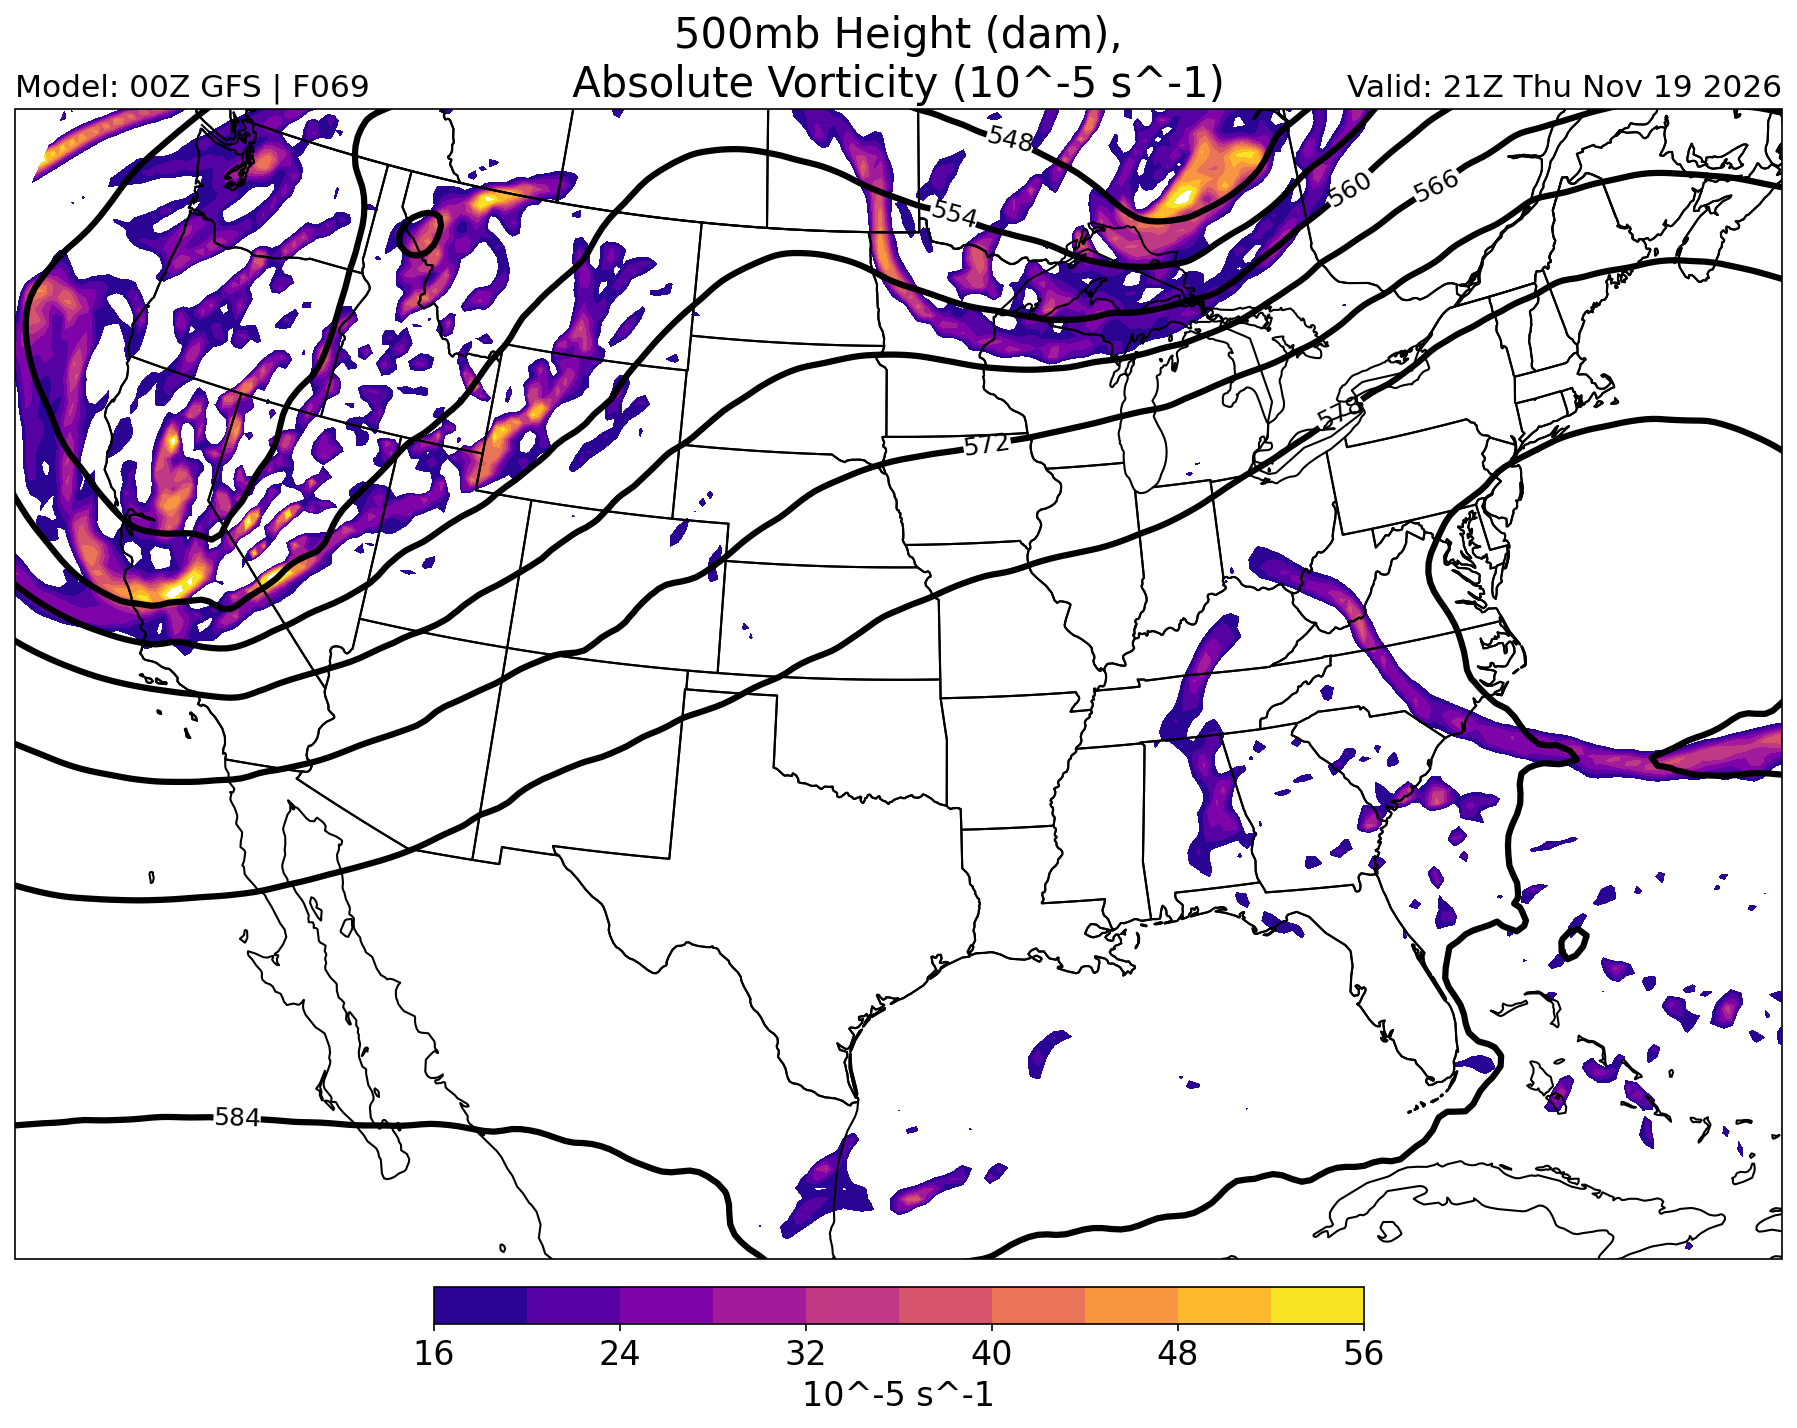 500mb Height (dam),
Model: 00Z GFS | F069
Absolute Vorticity (10^-5 s^-1)
Valid: 21Z Thu Nov 19 2026
548
554
560
566
572
578
584
16 24 32 40 48 56
10^-5 s^-1